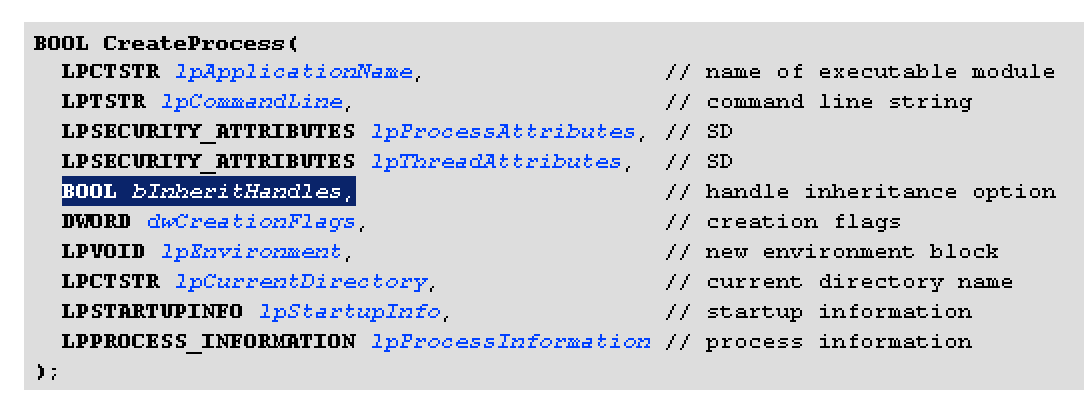 BOOL CreateProcess(
LPCTSTR lpApplicationName, // name of executable module
LPTSTR lpCommandLine, // command line string
LPSECURITY_ATTRIBUTES lpProcessAttributes, // SD
LPSECURITY_ATTRIBUTES lpThreadAttributes, // SD
BOOL bInheritHandles, // handle inheritance option
DWORD dwCreationFlags, // creation flags
LPVOID lpEnvironment, // new environment block
LPCTSTR lpCurrentDirectory, // current directory name
LPSTARTUPINFO lpStartupInfo, // startup information
LPPROCESS_INFORMATION lpProcessInformation // process information
);